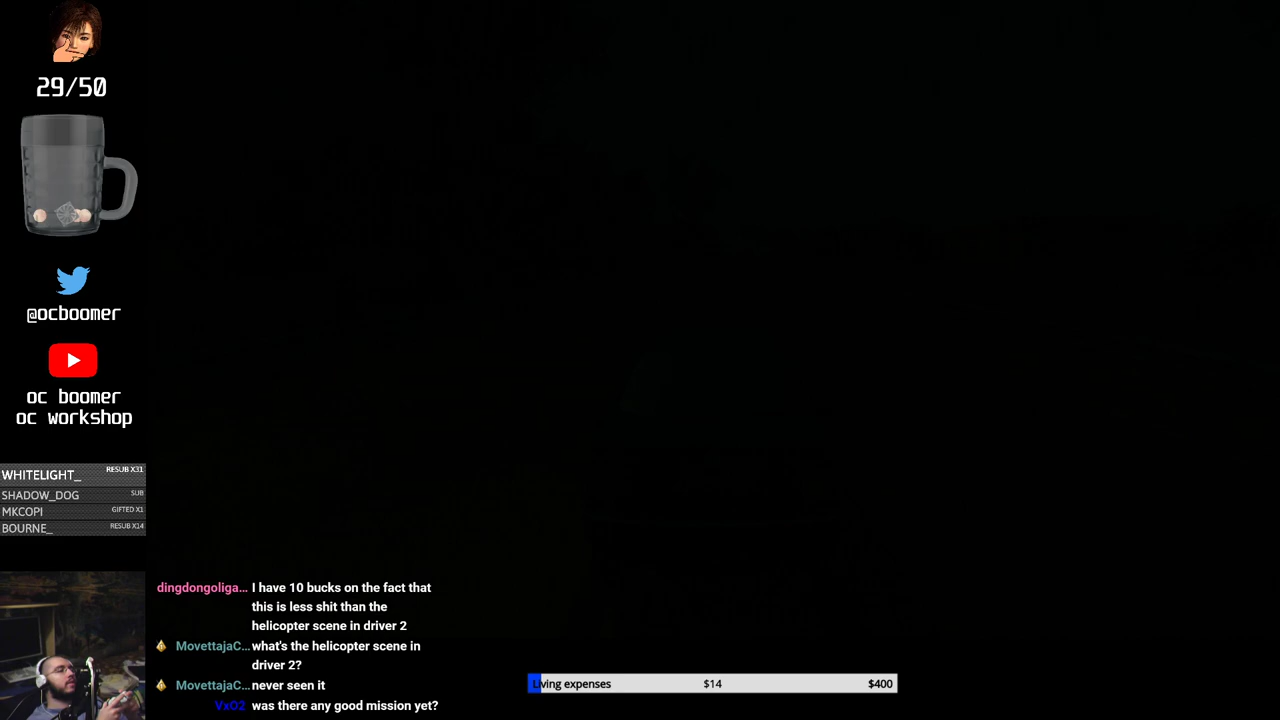 29/50
@ocboomer
oc boomer
oc workshop
WHITELIGHT_ RESUB X31
SHADOW_DOG SUB
MKCOPI GIFTED X1
BOURNE_ RESUB X14
dingdongoliga... I have 10 bucks on the fact that
this is less shit than the
helicopter scene in driver 2
MovettajaC... what's the helicopter scene in
driver 2?
MovettajaC... never seen it
VxO2 was there any good mission yet?
Living expenses $14 $400